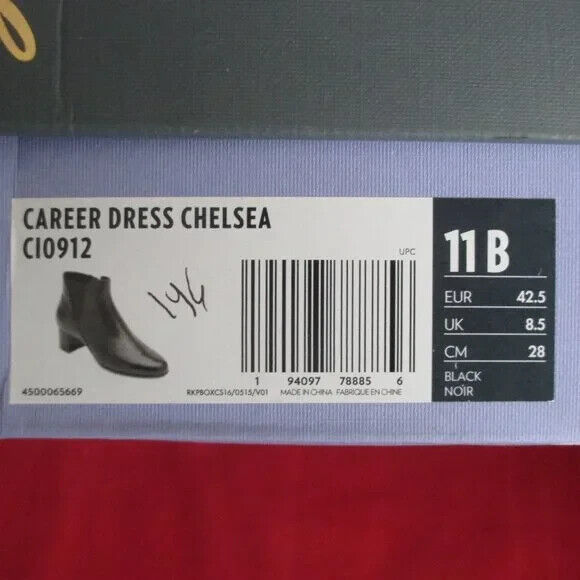 CAREER DRESS CHELSEA
CI0912
UPC
1 94097 78885 6
4500065669
RKPBOXCS16/0515/V01 MADE IN CHINA FABRIQUE EN CHINE
11 B
EUR 42.5
UK 8.5
CM 28
BLACK
NOIR